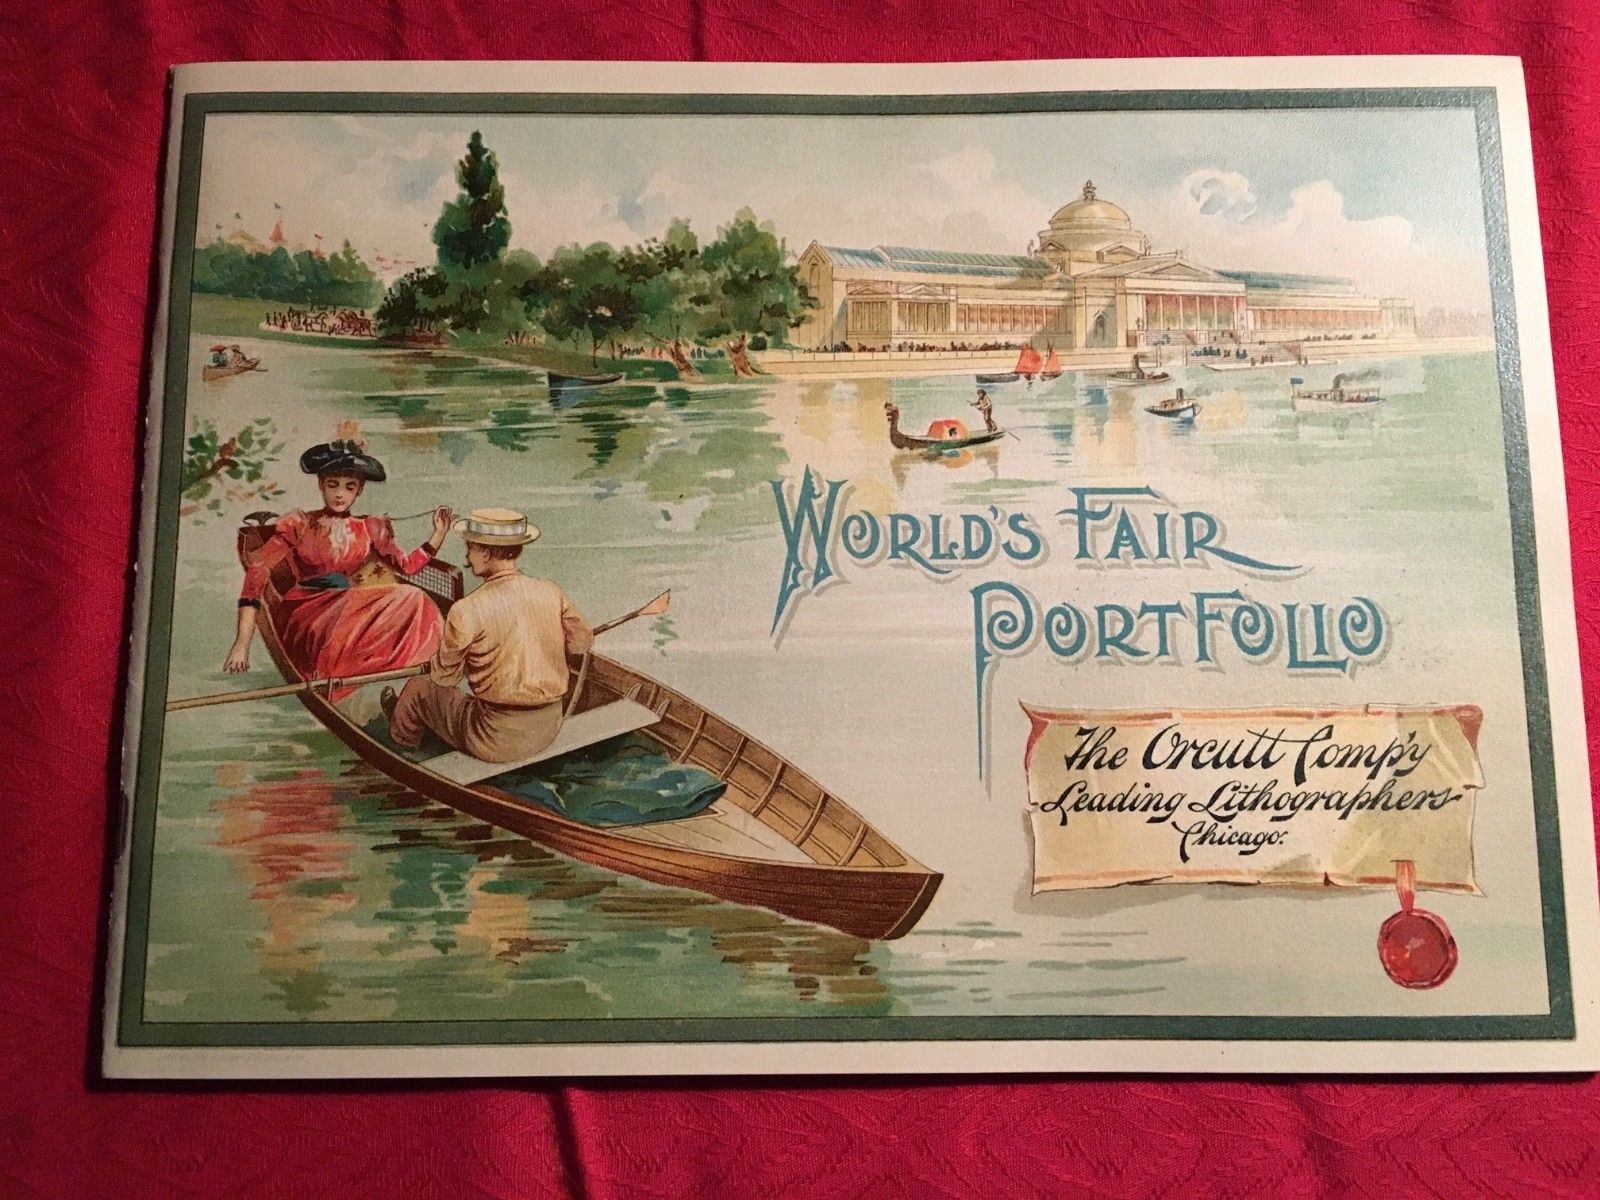 WORLD'S FAIR
PORTFOLIO
The Orcutt Comp'y
Leading Lithographers
Chicago.